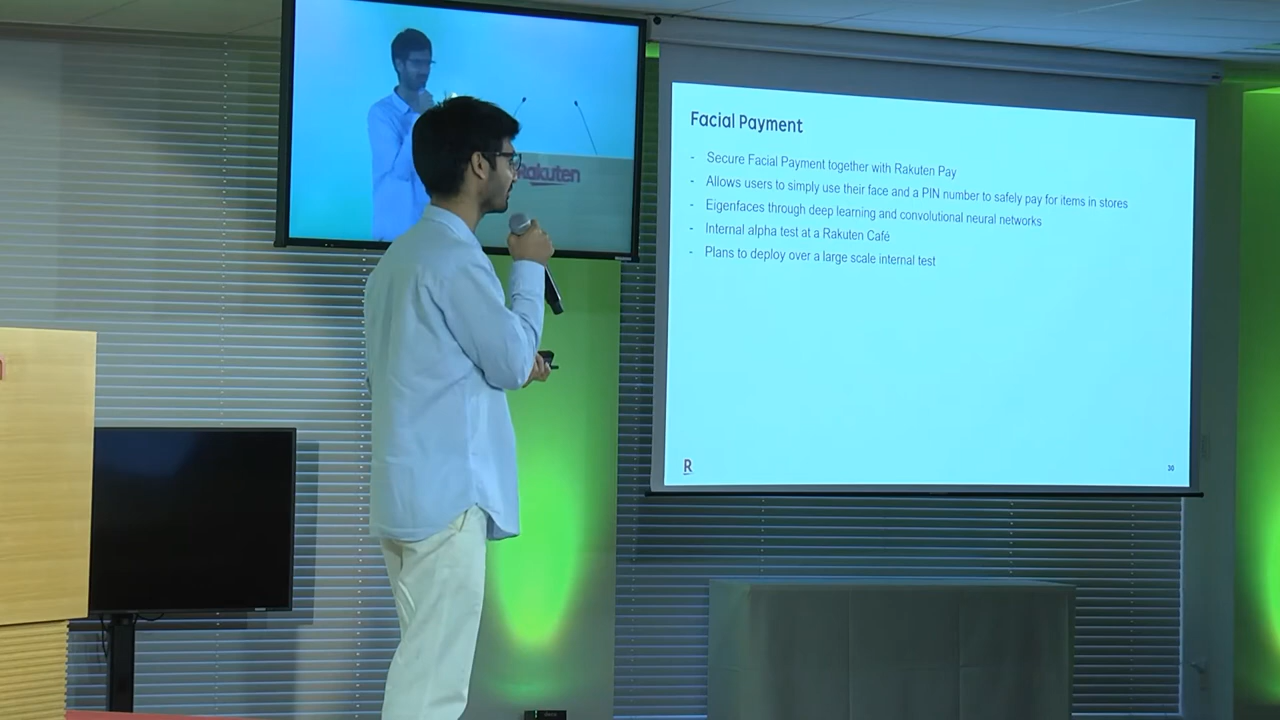 Rakuten
Facial Payment
- Secure Facial Payment together with Rakuten Pay
- Allows users to simply use their face and a PIN number to safely pay for items in stores
- Eigenfaces through deep learning and convolutional neural networks
- Internal alpha test at a Rakuten Café
- Plans to deploy over a large scale internal test
R
30